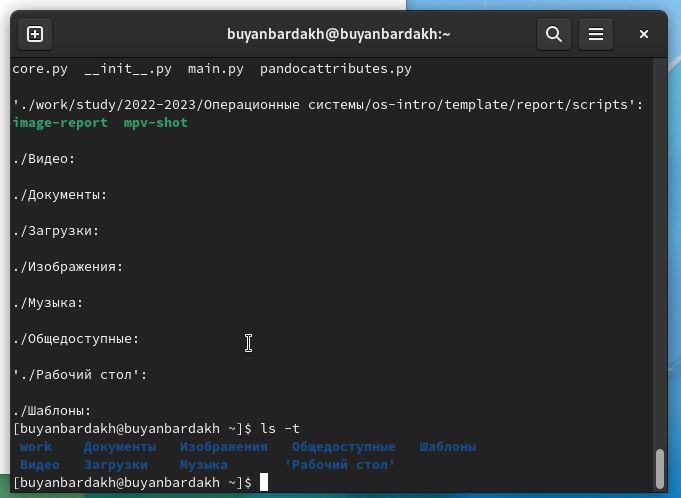 buyanbardakh@buyanbardakh:~
core.py  __init__.py  main.py  pandocattributes.py
'./work/study/2022-2023/Операционные системы/os-intro/template/report/scripts':
image-report  mpv-shot
./Видео:
./Документы:
./Загрузки:
./Изображения:
./Музыка:
./Общедоступные:
'./Рабочий стол':
./Шаблоны:
[buyanbardakh@buyanbardakh ~]$ ls -t
work    Документы   Изображения   Общедоступные   Шаблоны
Видео   Загрузки    Музыка       'Рабочий стол'
[buyanbardakh@buyanbardakh ~]$